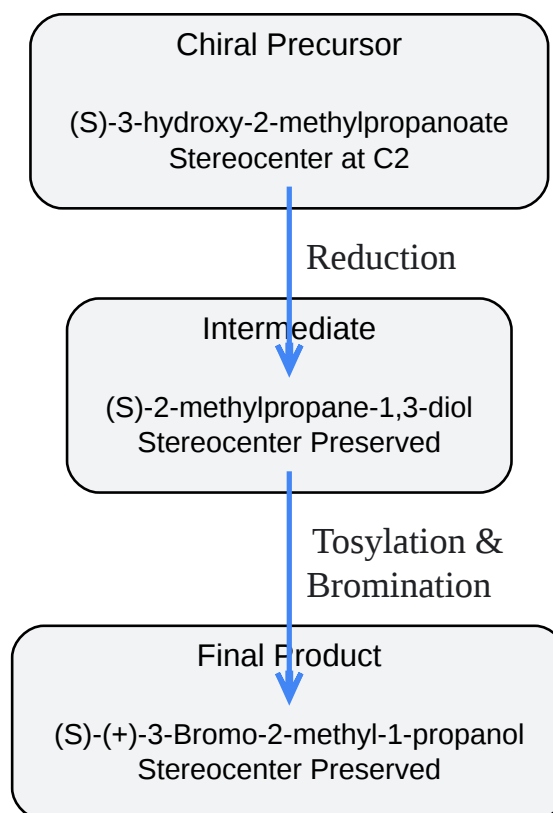 Chiral Precursor
(S)-3-hydroxy-2-methylpropanoate
Stereocenter at C2
Reduction
Intermediate
(S)-2-methylpropane-1,3-diol
Stereocenter Preserved
Tosylation &
Bromination
Final Product
(S)-(+)-3-Bromo-2-methyl-1-propanol
Stereocenter Preserved